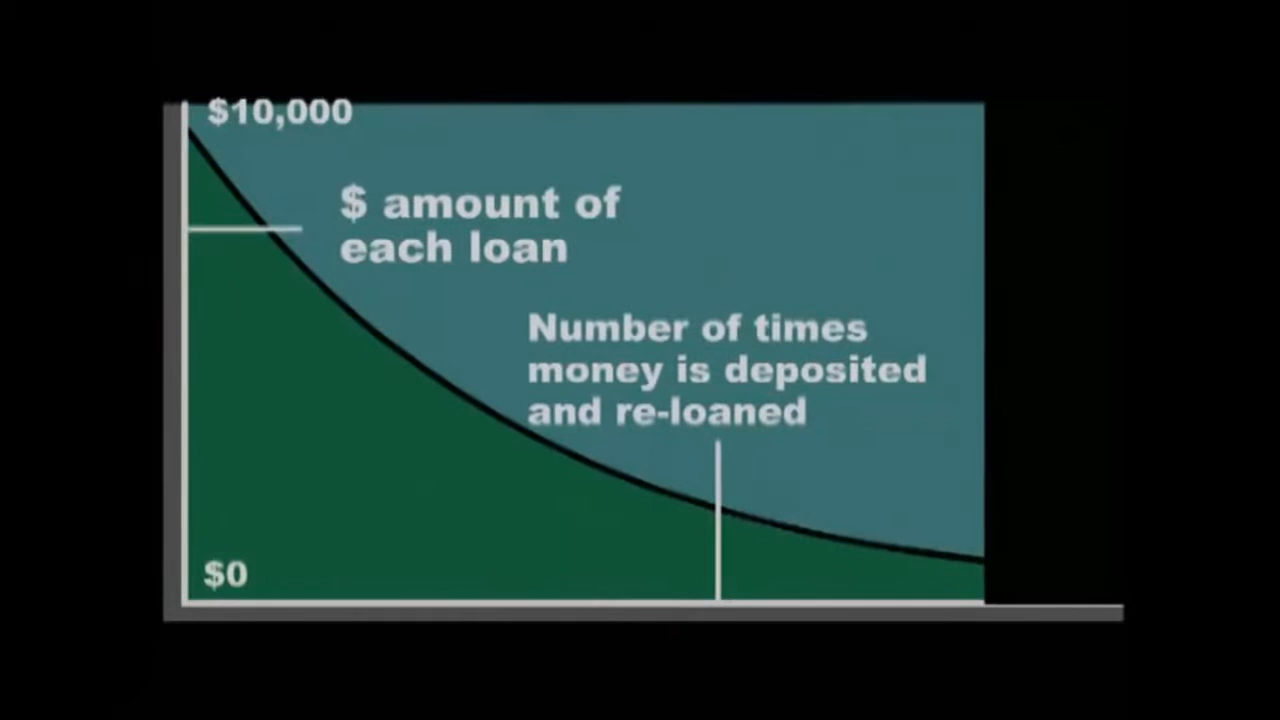 $10,000
$ amount of
each loan
Number of times
money is deposited
and re-loaned
$0